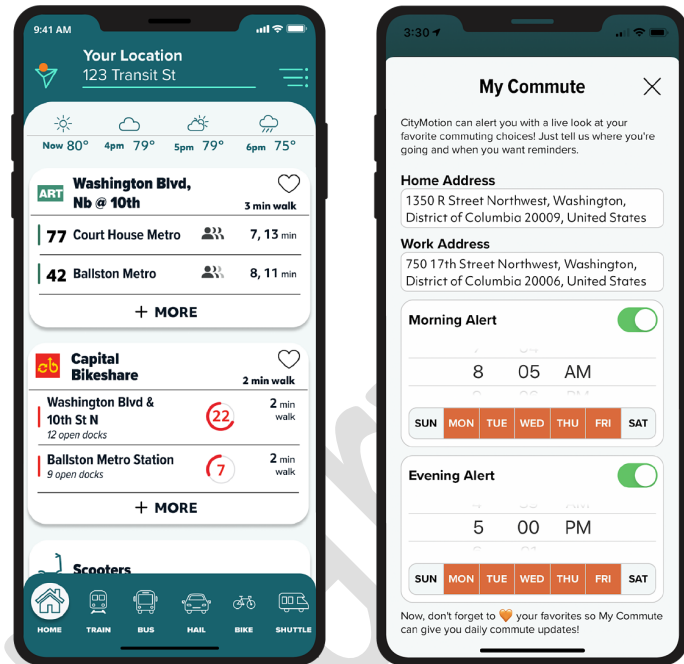 9:41 AM
Your Location
123 Transit St
Now 80° 4pm 79° 5pm 79° 6pm 75°
ART
Washington Blvd,
Nb @ 10th
3 min walk
77 Court House Metro 7, 13 min
42 Ballston Metro 8, 11 min
+ MORE
cb
Capital
Bikeshare
2 min walk
Washington Blvd &
10th St N
12 open docks
22
2 min
walk
Ballston Metro Station
9 open docks
7
2 min
walk
+ MORE
Scooters
HOME TRAIN BUS HAIL BIKE SHUTTLE
3:30
My Commute
CityMotion can alert you with a live look at your
favorite commuting choices! Just tell us where you're
going and when you want reminders.
Home Address
1350 R Street Northwest, Washington,
District of Columbia 20009, United States
Work Address
750 17th Street Northwest, Washington,
District of Columbia 20006, United States
Morning Alert
8 05 AM
SUN MON TUE WED THU FRI SAT
Evening Alert
5 00 PM
SUN MON TUE WED THU FRI SAT
Now, don't forget to 🧡 your favorites so My Commute
can give you daily commute updates!